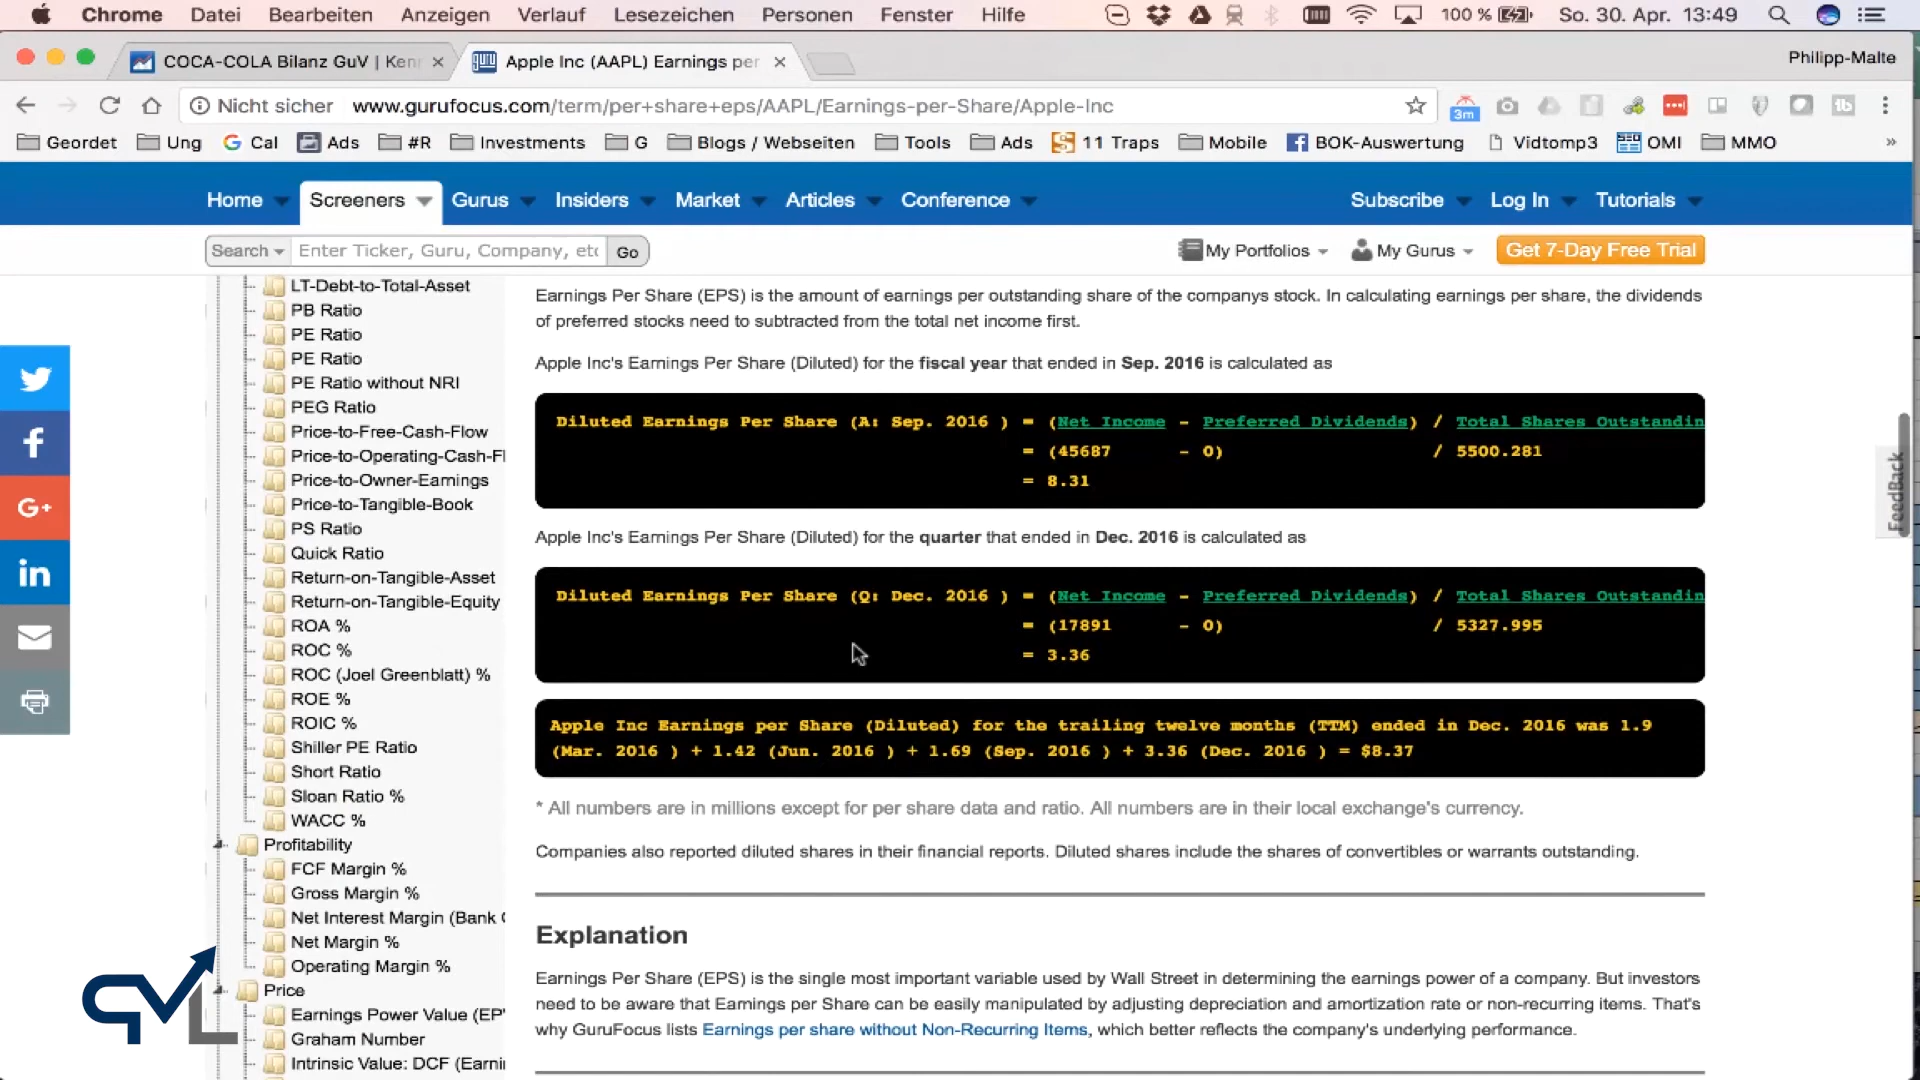 Chrome Datei Bearbeiten Anzeigen Verlauf Lesezeichen Personen Fenster Hilfe 100 % So. 30. Apr. 13:49
COCA-COLA Bilanz GuV | Kenn
Apple Inc (AAPL) Earnings per
Philipp-Malte
Nicht sicher www.gurufocus.com/term/per+share+eps/AAPL/Earnings-per-Share/Apple-Inc
3m
Geordet Ung Cal Ads #R Investments G Blogs / Webseiten Tools Ads 11 Traps Mobile BOK-Auswertung Vidtomp3 OMI MMO »
Home Screeners Gurus Insiders Market Articles Conference Subscribe Log In Tutorials
Search Enter Ticker, Guru, Company, etc Go My Portfolios My Gurus Get 7-Day Free Trial
LT-Debt-to-Total-Asset
PB Ratio
PE Ratio
PE Ratio
PE Ratio without NRI
PEG Ratio
Price-to-Free-Cash-Flow
Price-to-Operating-Cash-Fl
Price-to-Owner-Earnings
Price-to-Tangible-Book
PS Ratio
Quick Ratio
Return-on-Tangible-Asset
Return-on-Tangible-Equity
ROA %
ROC %
ROC (Joel Greenblatt) %
ROE %
ROIC %
Shiller PE Ratio
Short Ratio
Sloan Ratio %
WACC %
Profitability
FCF Margin %
Gross Margin %
Net Interest Margin (Bank
Net Margin %
Operating Margin %
Price
Earnings Power Value (EP
Graham Number
Intrinsic Value: DCF (Earni
Earnings Per Share (EPS) is the amount of earnings per outstanding share of the companys stock. In calculating earnings per share, the dividends
of preferred stocks need to subtracted from the total net income first.
Apple Inc's Earnings Per Share (Diluted) for the fiscal year that ended in Sep. 2016 is calculated as
Diluted Earnings Per Share (A: Sep. 2016 ) = (Net Income - Preferred Dividends) / Total Shares Outstandin
= (45687 - 0) / 5500.281
= 8.31
Apple Inc's Earnings Per Share (Diluted) for the quarter that ended in Dec. 2016 is calculated as
Diluted Earnings Per Share (Q: Dec. 2016 ) = (Net Income - Preferred Dividends) / Total Shares Outstandin
= (17891 - 0) / 5327.995
= 3.36
Apple Inc Earnings per Share (Diluted) for the trailing twelve months (TTM) ended in Dec. 2016 was 1.9
(Mar. 2016 ) + 1.42 (Jun. 2016 ) + 1.69 (Sep. 2016 ) + 3.36 (Dec. 2016 ) = $8.37
* All numbers are in millions except for per share data and ratio. All numbers are in their local exchange's currency.
Companies also reported diluted shares in their financial reports. Diluted shares include the shares of convertibles or warrants outstanding.
Explanation
Earnings Per Share (EPS) is the single most important variable used by Wall Street in determining the earnings power of a company. But investors
need to be aware that Earnings per Share can be easily manipulated by adjusting depreciation and amortization rate or non-recurring items. That's
why GuruFocus lists Earnings per share without Non-Recurring Items, which better reflects the company's underlying performance.
FeedBack